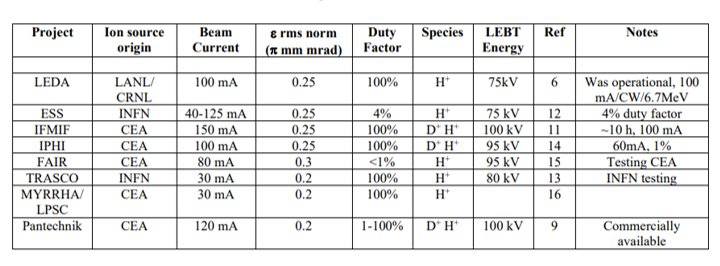 Project Ion source origin Beam Current ε rms norm (π mm mrad) Duty Factor Species LEBT Energy Ref Notes
LEDA LANL/ CRNL 100 mA 0.25 100% H+ 75kV 6 Was operational, 100 mA/CW/6.7MeV
ESS INFN 40-125 mA 0.25 4% H+ 75 kV 12 4% duty factor
IFMIF CEA 150 mA 0.25 100% D+ H+ 100 kV 11 ~10 h, 100 mA
IPHI CEA 100 mA 0.25 100% D+ H+ 95 kV 14 60mA, 1%
FAIR CEA 80 mA 0.3 <1% H+ 95 kV 15 Testing CEA
TRASCO INFN 30 mA 0.2 100% H+ 80 kV 13 INFN testing
MYRRHA/ LPSC CEA 30 mA 0.2 100% H+ 16
Pantechnik CEA 120 mA 0.2 1-100% D+ H+ 100 kV 9 Commercially available